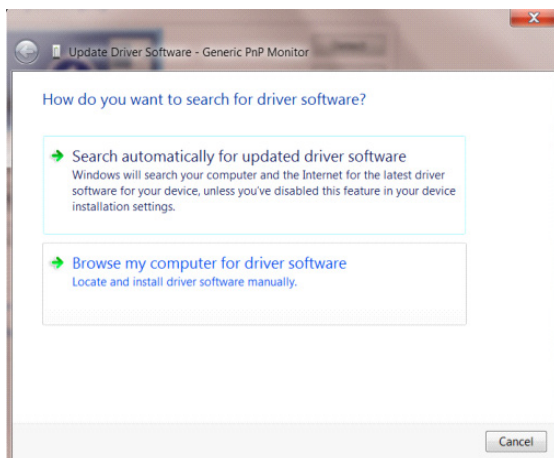 Update Driver Software - Generic PnP Monitor
How do you want to search for driver software?
Search automatically for updated driver software
Windows will search your computer and the Internet for the latest driver
software for your device, unless you've disabled this feature in your device
installation settings.
Browse my computer for driver software
Locate and install driver software manually.
Cancel